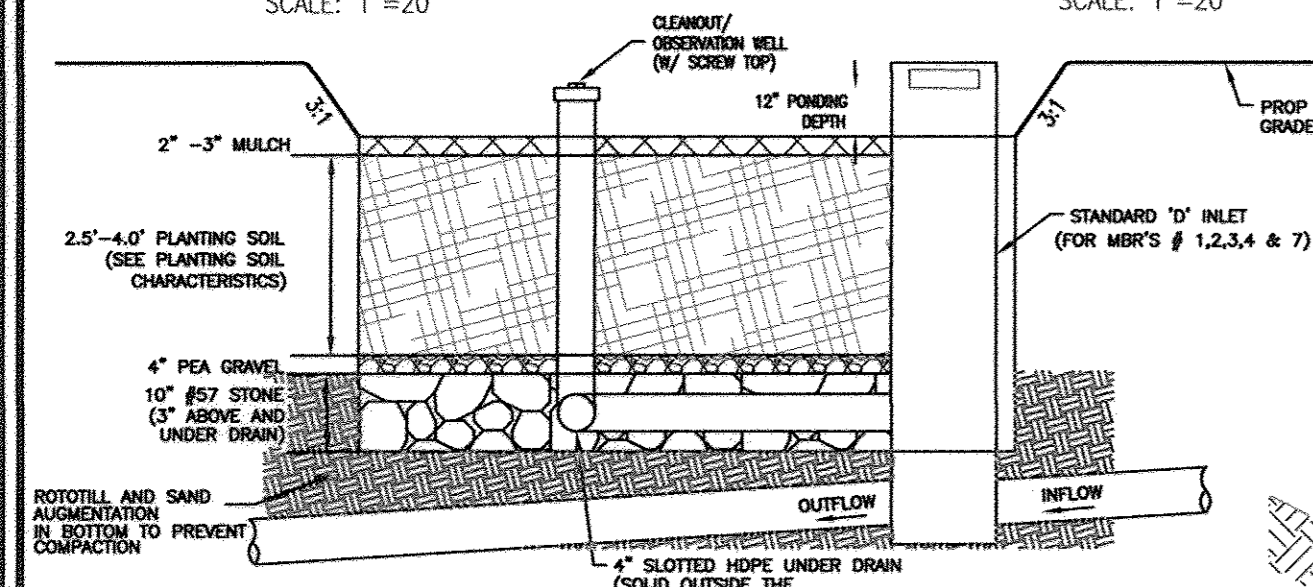 SCALE: 1"=20'
SCALE: 1"=20'
CLEANOUT/
OBSERVATION WELL
(W/ SCREW TOP)
12" PONDING
DEPTH
3:1
3:1
PROP
GRADE
2" -3" MULCH
2.5'-4.0' PLANTING SOIL
(SEE PLANTING SOIL
CHARACTERISTICS)
STANDARD 'D' INLET
(FOR MBR'S # 1,2,3,4 & 7)
4" PEA GRAVEL
10" #57 STONE
(3" ABOVE AND
UNDER DRAIN)
ROTOTILL AND SAND
AUGMENTATION
IN BOTTOM TO PREVENT
COMPACTION
OUTFLOW
INFLOW
4" SLOTTED HDPE UNDER DRAIN
(SOLID OUTSIDE THE